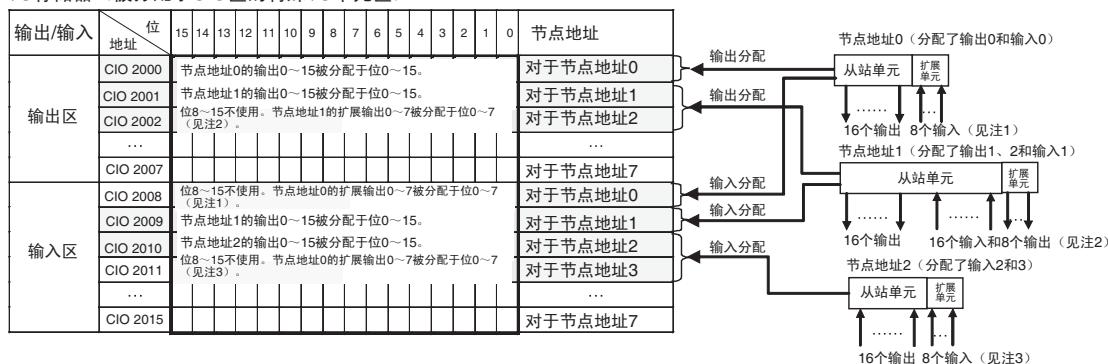 输出/输入 位 地址 15 14 13 12 11 10 9 8 7 6 5 4 3 2 1 0 节点地址
输出区
CIO 2000 节点地址0的输出0～15被分配于位0～15。 对于节点地址0
CIO 2001 节点地址1的输出0～15被分配于位0～15。 对于节点地址1
CIO 2002 位8～15不使用。节点地址1的扩展输出0～7被分配于位0～7（见注2）。 对于节点地址2
… …
CIO 2007 对于节点地址7
输入区
CIO 2008 位8～15不使用。节点地址0的扩展输出0～7被分配于位0～7（见注1）。 对于节点地址0
CIO 2009 节点地址1的输出0～15被分配于位0～15。 对于节点地址1
CIO 2010 节点地址2的输出0～15被分配于位0～15。 对于节点地址2
CIO 2011 位8～15不使用。节点地址0的扩展输出0～7被分配于位0～7（见注3）。 对于节点地址3
… …
CIO 2015 对于节点地址7
输出分配
输出分配
输入分配
输入分配
输入分配
节点地址0（分配了输出0和输入0）
从站单元 扩展单元
…… …
16个输出 8个输入（见注1）
节点地址1（分配了输出1、2和输入1）
从站单元 扩展单元
…… …… …
16个输出 16个输入和8个输出（见注2）
节点地址2（分配了输入2和3）
从站单元 扩展单元
…… …
16个输出 8个输入（见注3）